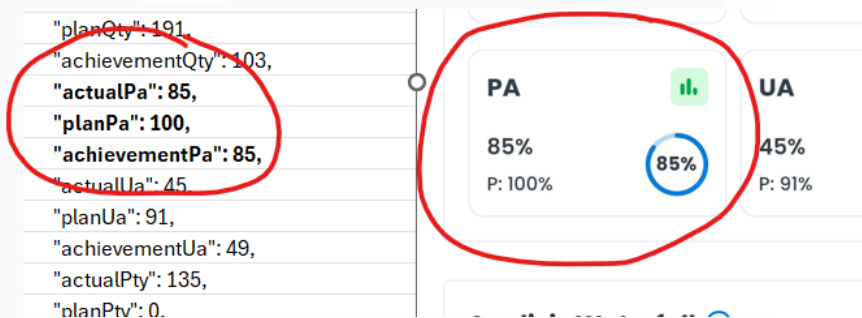 "planQty": 191,
"achievementQty": 103,
"actualPa": 85,
"planPa": 100,
"achievementPa": 85,
"actualUa": 45,
"planUa": 91,
"achievementUa": 49,
"actualPty": 135,
"planPty": 0,
PA
85%
P: 100%
85%
UA
45%
P: 91%